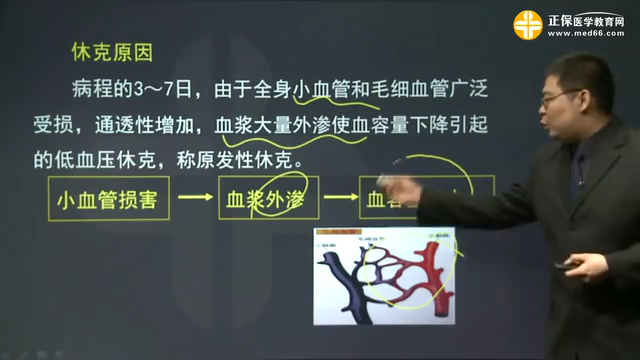 正保医学教育网
www.med66.com
休克原因
病程的3～7日，由于全身小血管和毛细血管广泛
受损，通透性增加，血浆大量外渗使血容量下降引起
的低血压休克，称原发性休克。
小血管损害
血浆外渗
血容